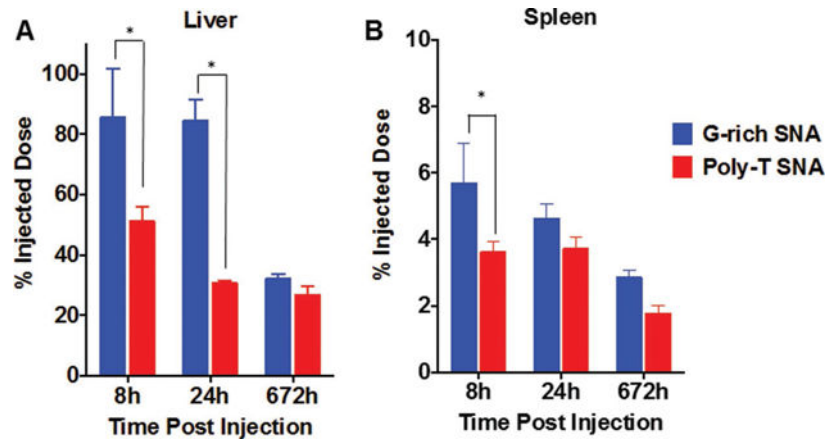 A
Liver
*
*
100
80
60
40
20
0
% Injected Dose
8h 24h 672h
Time Post Injection
B
Spleen
*
10
8
6
4
2
0
% Injected Dose
8h 24h 672h
Time Post Injection
G-rich SNA
Poly-T SNA